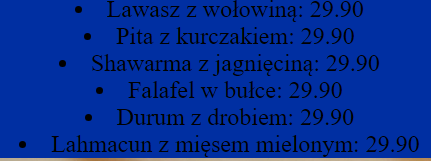 • Lawasz z wołowiną: 29.90
• Pita z kurczakiem: 29.90
• Shawarma z jagnięciną: 29.90
• Falafel w bułce: 29.90
• Durum z drobiem: 29.90
• Lahmacun z mięsem mielonym: 29.90